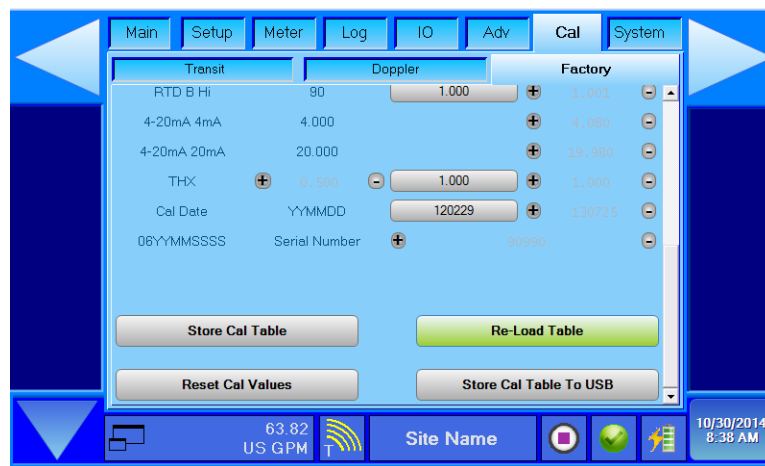 Main Setup Meter Log IO Adv Cal System
Transit Doppler Factory
RTD B Hi 90 1.000 + 1.001 -
4-20mA 4mA 4.000 + 4.080 -
4-20mA 20mA 20.000 + 19.980 -
THX + 0.500 - 1.000 + 1.000 -
Cal Date YYMMDD 120229 + 130725 -
06YYMMSSSS Serial Number + 90990 -
Store Cal Table Re-Load Table
Reset Cal Values Store Cal Table To USB
63.82
US GPM T Site Name
10/30/2014
8:38 AM